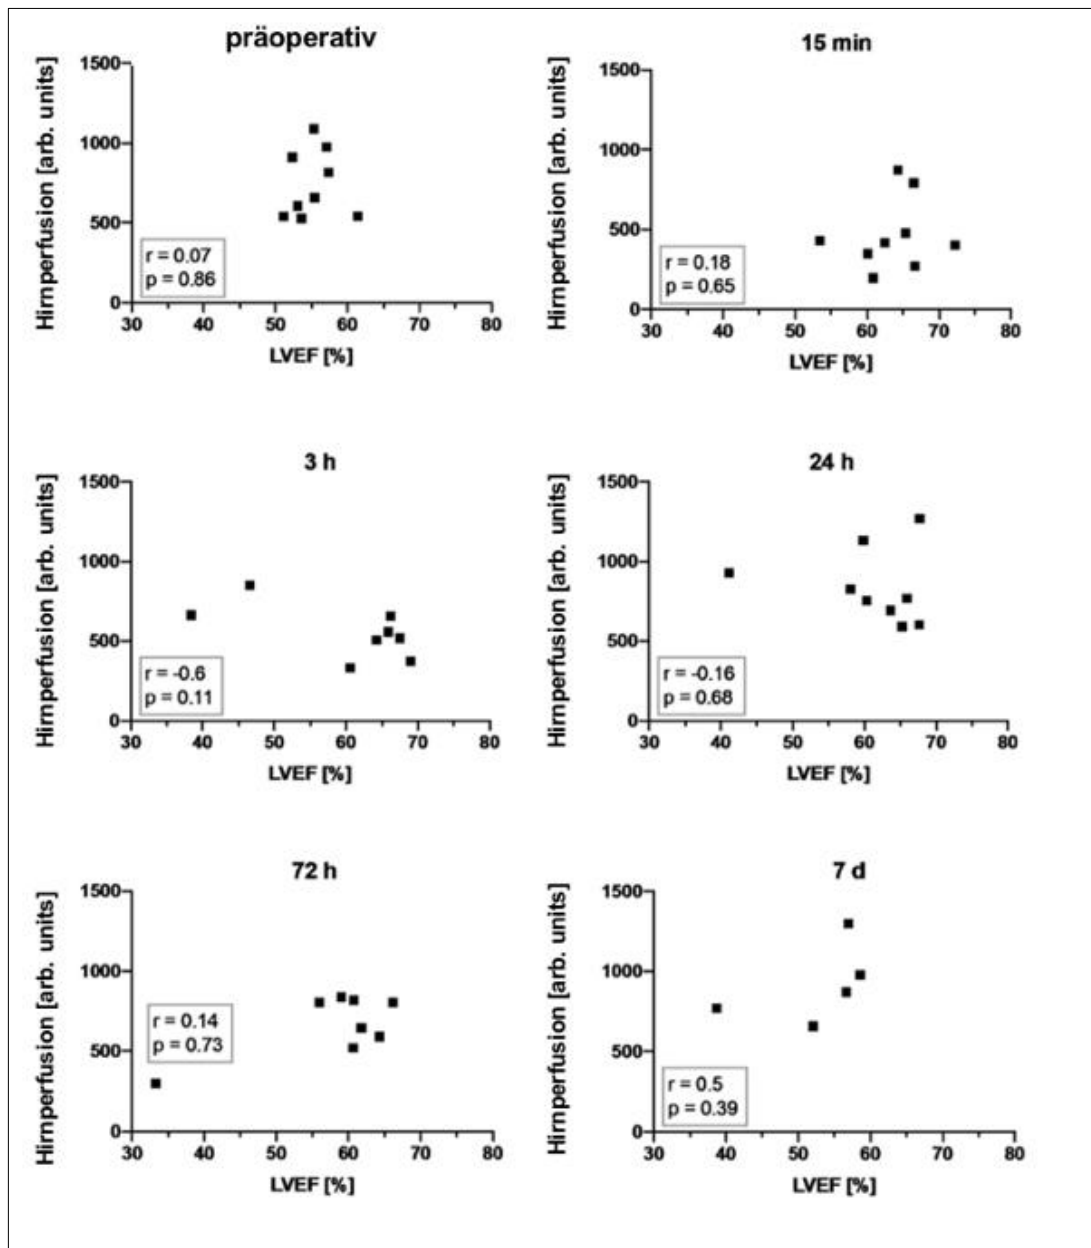 präoperativ
Hirnperfusion [arb. units]
1500
1000
500
0
r = 0.07
p = 0.86
30 40 50 60 70 80
LVEF [%]
15 min
Hirnperfusion [arb. units]
1500
1000
500
0
r = 0.18
p = 0.65
30 40 50 60 70 80
LVEF [%]
3 h
Hirnperfusion [arb. units]
1500
1000
500
0
r = -0.6
p = 0.11
30 40 50 60 70 80
LVEF [%]
24 h
Hirnperfusion [arb. units]
1500
1000
500
0
r = -0.16
p = 0.68
30 40 50 60 70 80
LVEF [%]
72 h
Hirnperfusion [arb. units]
1500
1000
500
0
r = 0.14
p = 0.73
30 40 50 60 70 80
LVEF [%]
7 d
Hirnperfusion [arb. units]
1500
1000
500
0
r = 0.5
p = 0.39
30 40 50 60 70 80
LVEF [%]